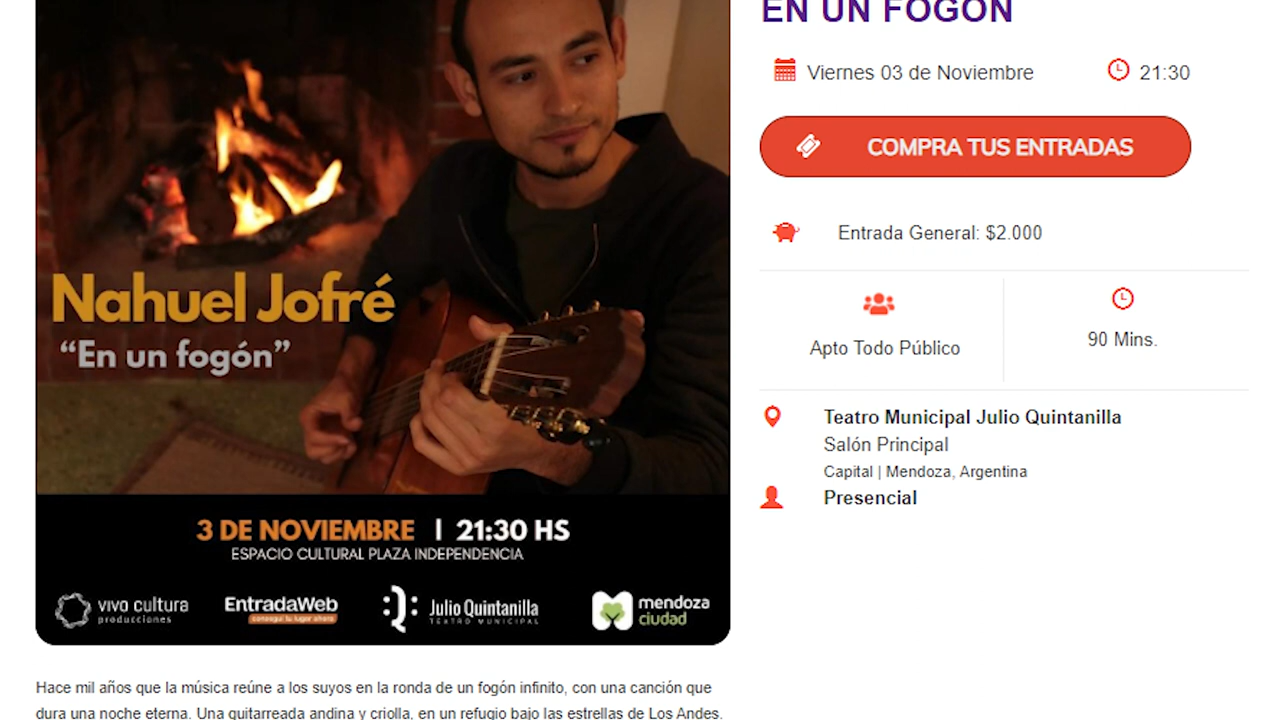 EN UN FOGÓN
Viernes 03 de Noviembre
21:30
COMPRA TUS ENTRADAS
Entrada General: $2.000
Apto Todo Público
90 Mins.
Teatro Municipal Julio Quintanilla
Salón Principal
Capital | Mendoza, Argentina
Presencial
Nahuel Jofré
“En un fogón”
3 DE NOVIEMBRE | 21:30 HS
ESPACIO CULTURAL PLAZA INDEPENDENCIA
vivo cultura
producciones
EntradaWeb
conseguí tu lugar ahora
Julio Quintanilla
TEATRO MUNICIPAL
mendoza
ciudad
Hace mil años que la música reúne a los suyos en la ronda de un fogón infinito, con una canción que
dura una noche eterna. Una guitarreada andina y criolla, en un refugio bajo las estrellas de Los Andes.